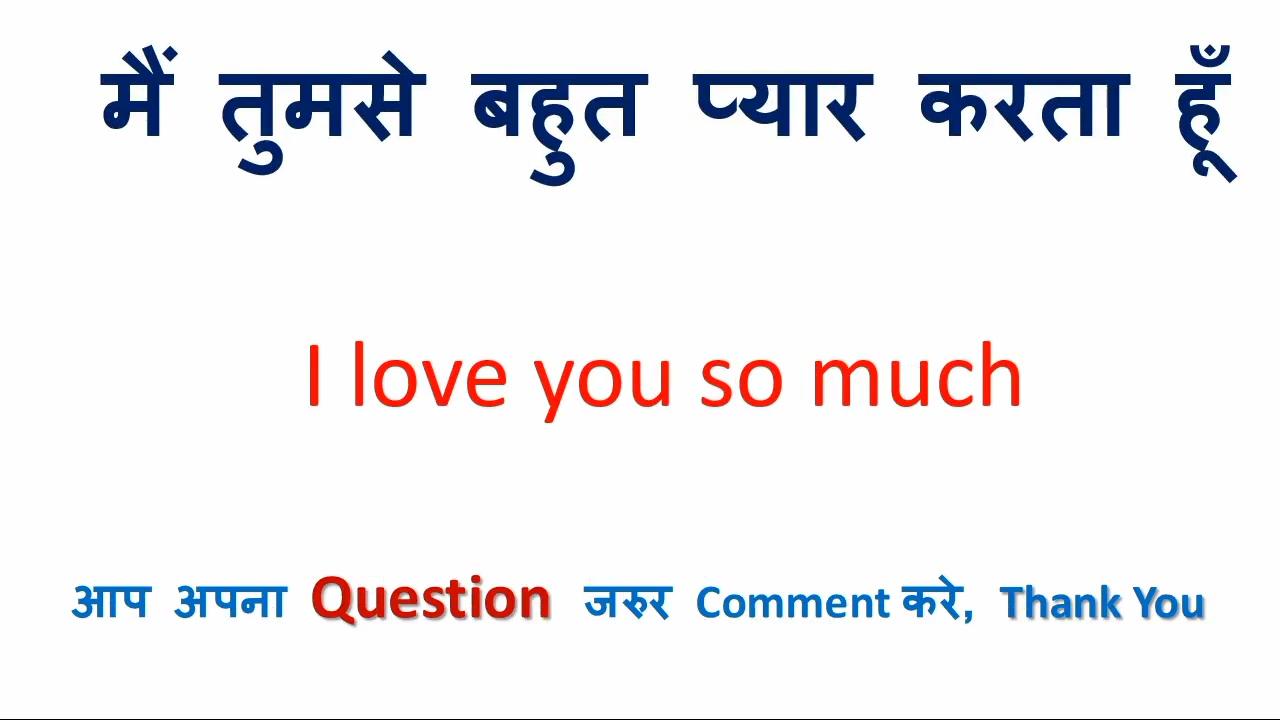 मैं तुमसे बहुत प्यार करता हूँ
I love you so much
आप अपना Question जरुर Comment करे, Thank You